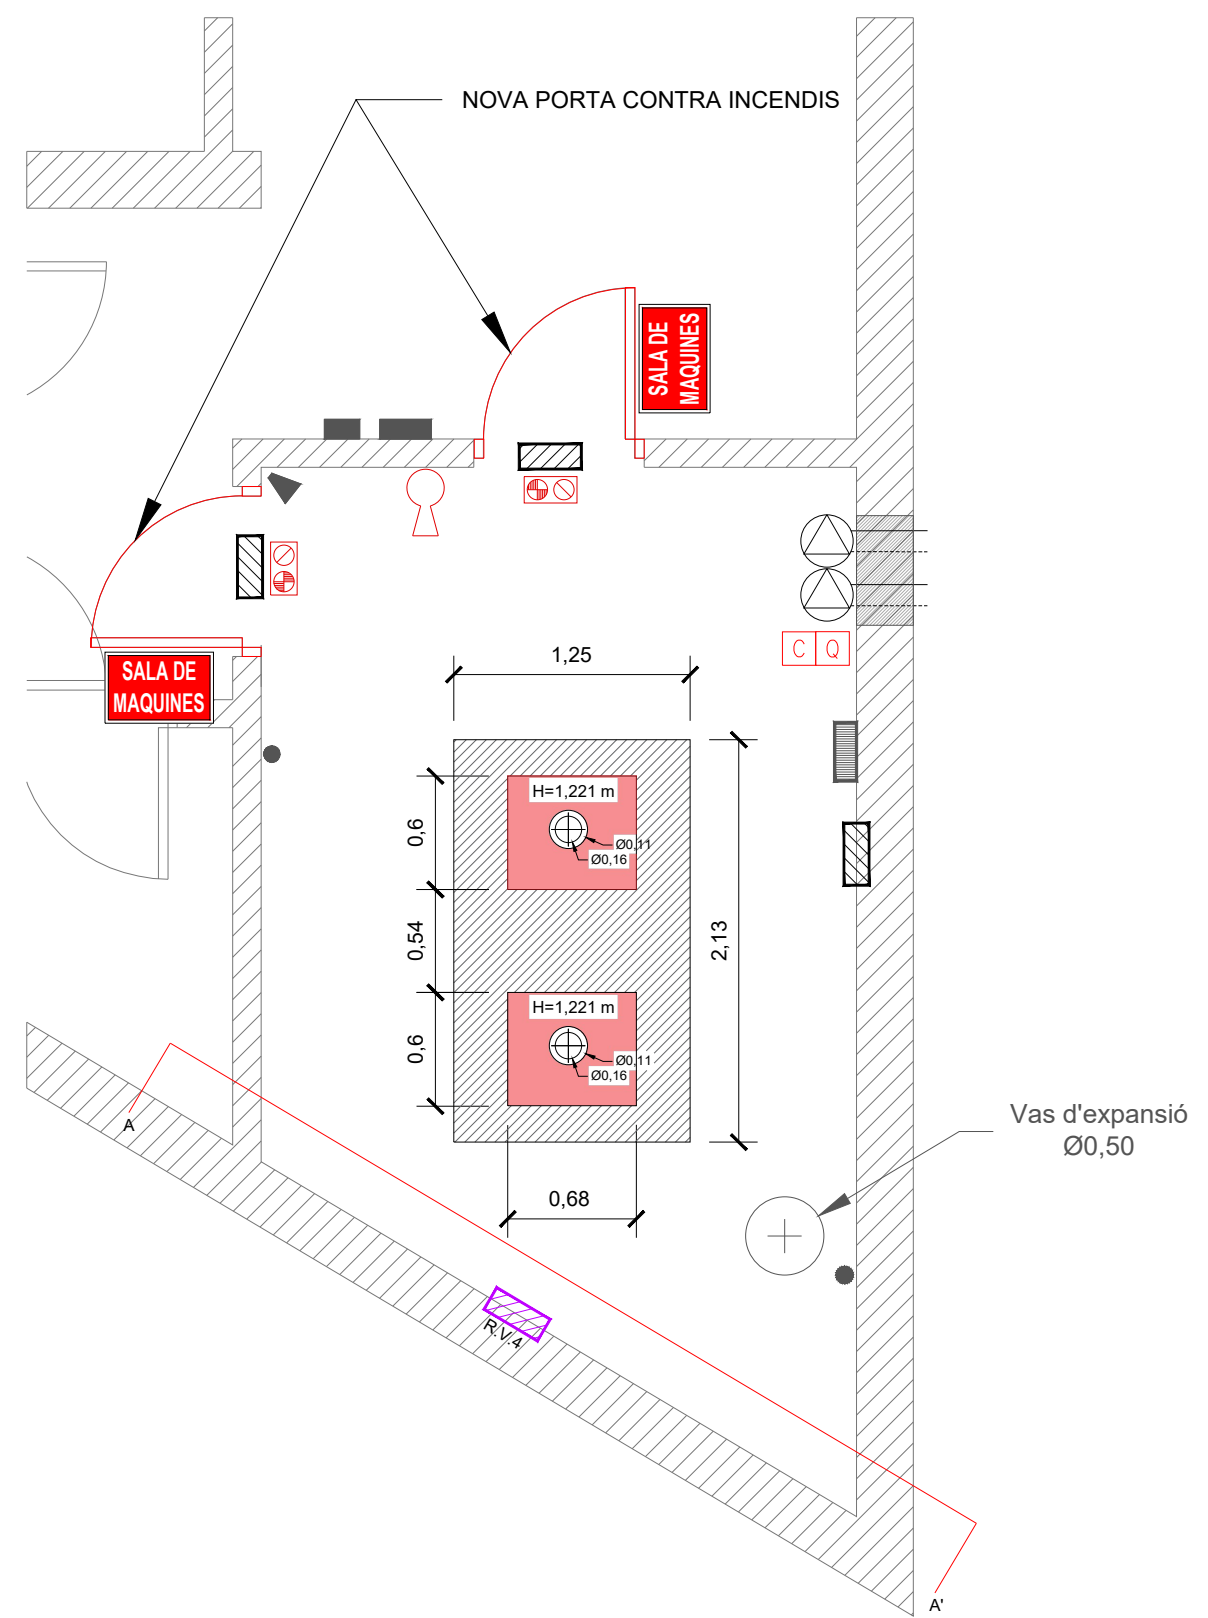 NOVA PORTA CONTRA INCENDIS
SALA DE
MAQUINES
C Q
SALA DE
MAQUINES
1,25
H=1,221 m
0,6
Ø0,11
Ø0,16
0,54
2,13
H=1,221 m
0,6
Ø0,11
Ø0,16
A
Vas d'expansió
Ø0,50
0,68
R.V.4
A'